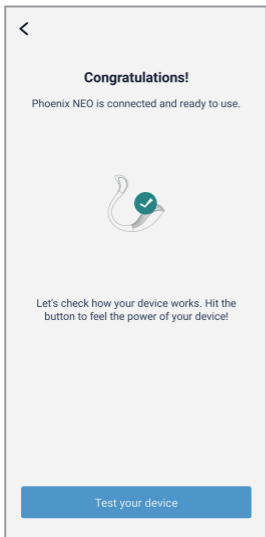 Congratulations!
Phoenix NEO is connected and ready to use.
Let's check how your device works. Hit the
button to feel the power of your device!
Test your device